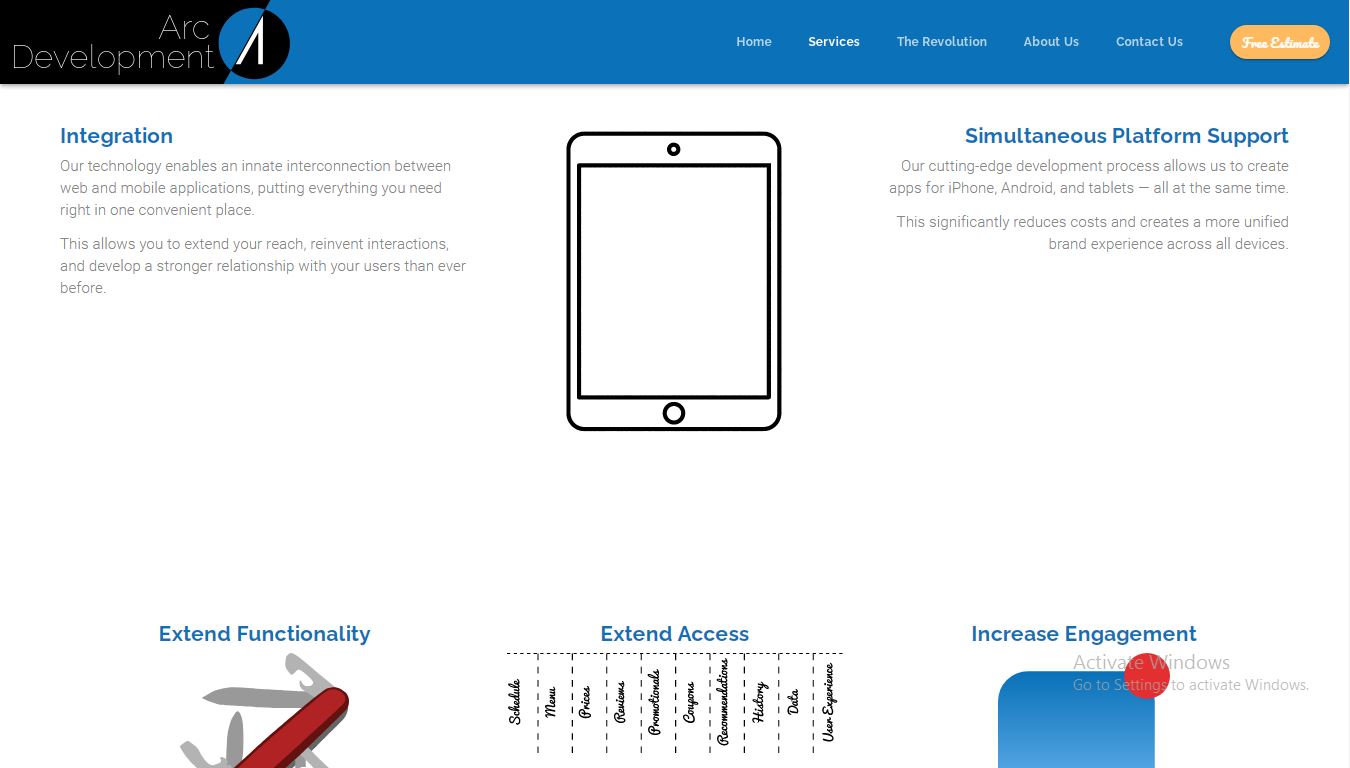 Arc
Development
Home Services The Revolution About Us Contact Us Free Estimate
Integration
Our technology enables an innate interconnection between
web and mobile applications, putting everything you need
right in one convenient place.
This allows you to extend your reach, reinvent interactions,
and develop a stronger relationship with your users than ever
before.
Simultaneous Platform Support
Our cutting-edge development process allows us to create
apps for iPhone, Android, and tablets — all at the same time.
This significantly reduces costs and creates a more unified
brand experience across all devices.
Extend Functionality
Extend Access
Schedule
Menu
Prices
Reviews
Promotionals
Coupons
Recommendations
History
Data
User Experience
Increase Engagement
Activate Windows
Go to Settings to activate Windows.